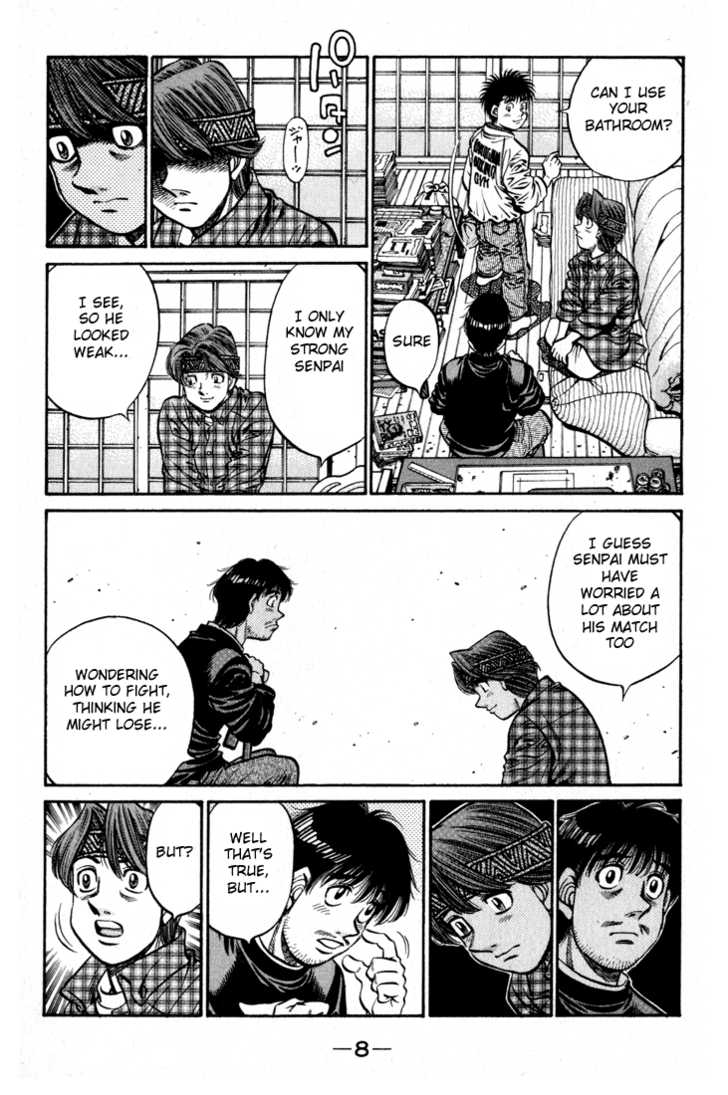 CAN I USE
YOUR
BATHROOM?
SURE
ジャーッ
I ONLY
KNOW MY
STRONG
SENPAI
I SEE,
SO HE
LOOKED
WEAK...
I GUESS
SENPAI MUST
HAVE
WORRIED A
LOT ABOUT
HIS MATCH
TOO
WONDERING
HOW TO FIGHT,
THINKING HE
MIGHT LOSE...
WELL
THAT'S
TRUE,
BUT...
BUT?
—8—